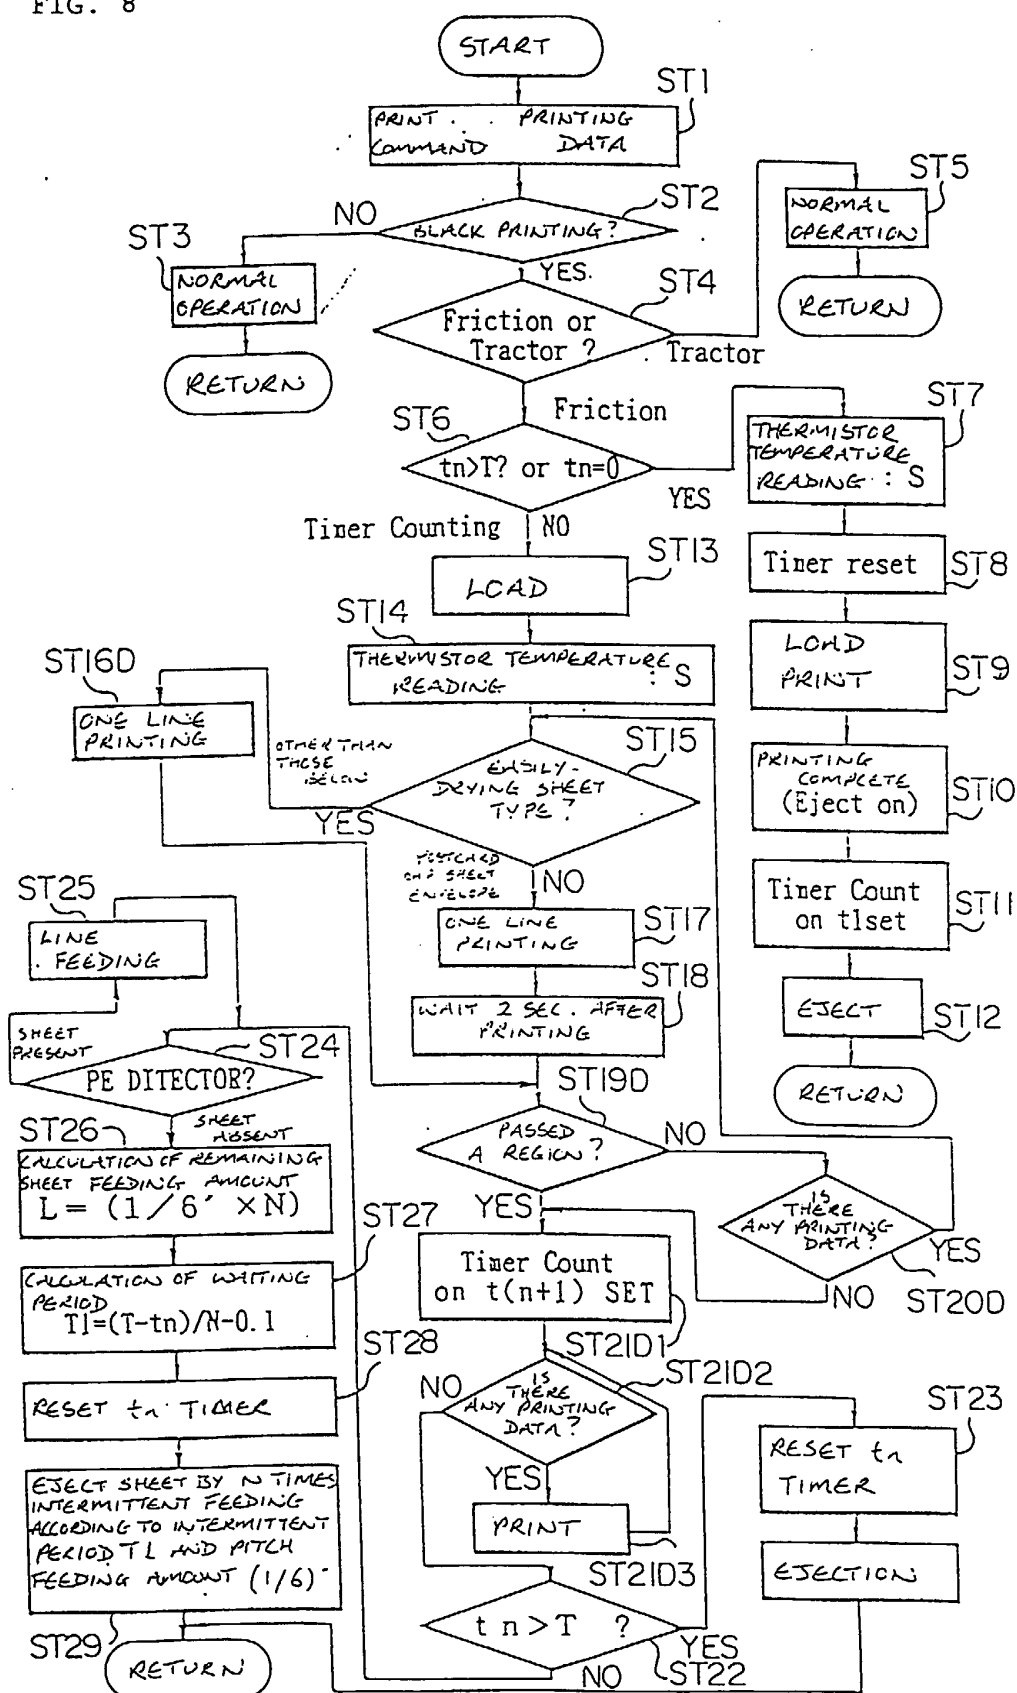 FIG. 8
START
ST1
PRINT PRINTING
COMMAND DATA
ST2
BLACK PRINTING?
NO
YES.
ST3
NORMAL
OPERATION
RETURN
ST4
Friction or
Tractor ?
Tractor
ST5
NORMAL
OPERATION
RETURN
Friction
ST6
tn>T? or tn=0
YES
Timer Counting NO
ST7
THERMISTOR
TEMPERATURE
READING : S
Timer reset
ST8
LOAD
PRINT
ST9
PRINTING
COMPLETE
(Eject on)
ST10
Timer Count
on t1set
ST11
EJECT
ST12
RETURN
ST13
LOAD
ST14
THERMISTOR TEMPERATURE
READING : S
ST15
EASILY-
DRYING SHEET
TYPE?
ST16D
ONE LINE
PRINTING
OTHER THAN
THOSE
BELOW
YES
POSTCARD
OHP SHEET
ENVELOPE
NO
ONE LINE
PRINTING
ST17
ST18
WAIT 2 SEC. AFTER
PRINTING
ST19D
PASSED
A REGION?
NO
YES
IS
THERE
ANY PRINTING
DATA?
YES
NO
ST20D
Timer Count
on t(n+1) SET
ST21D1
ST21D2
IS
THERE
ANY PRINTING
DATA?
NO
YES
PRINT
ST21D3
tn>T ?
YES
NO
ST22
ST23
RESET tn
TIMER
EJECTION
ST25
LINE
FEEDING
SHEET
PRESENT
ST24
PE DITECTOR?
SHEET
ABSENT
ST26
CALCULATION OF REMAINING
SHEET FEEDING AMOUNT
L = (1/6' ×N)
ST27
CALCULATION OF WAITING
PERIOD
T1=(T-tn)/N-0.1
ST28
RESET tn TIMER
EJECT SHEET BY N TIMES
INTERMITTENT FEEDING
ACCORDING TO INTERMITTENT
PERIOD TL AND PITCH
FEEDING AMOUNT (1/6)"
ST29
RETURN